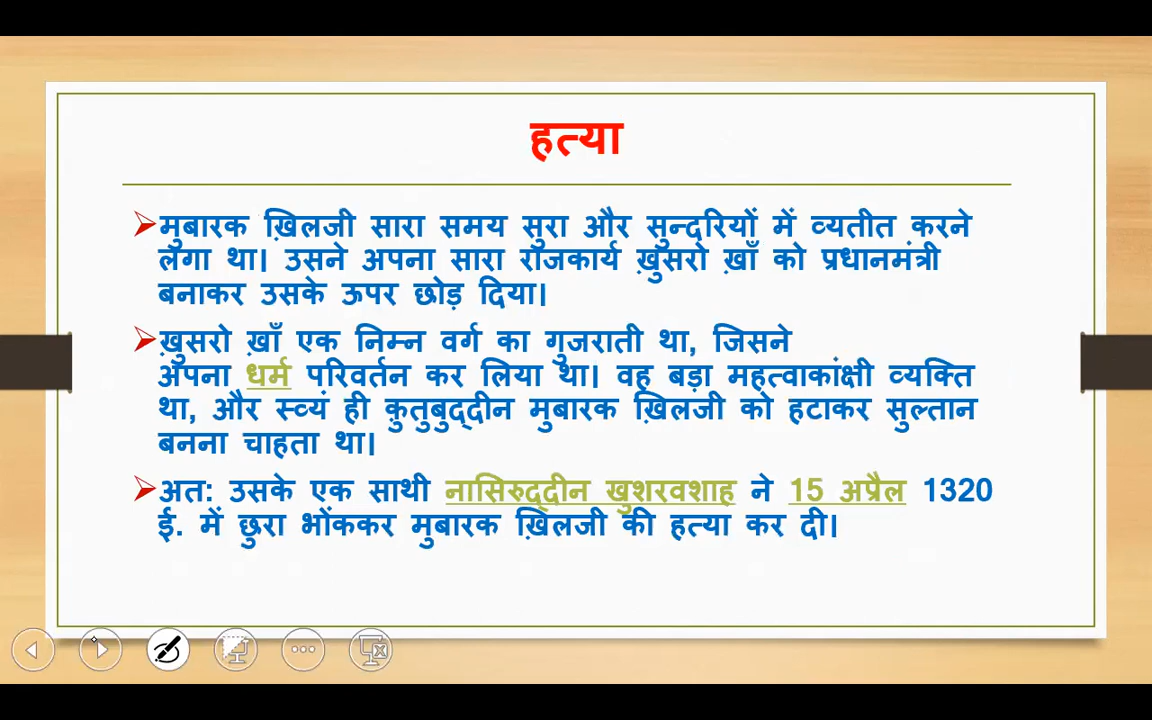 हत्या
मुबारक ख़िलजी सारा समय सुरा और सुन्दरियों में व्यतीत करने
लगा था। उसने अपना सारा राजकार्य ख़ुसरो ख़ाँ को प्रधानमंत्री
बनाकर उसके ऊपर छोड़ दिया।
ख़ुसरो ख़ाँ एक निम्न वर्ग का गुजराती था, जिसने
अपना धर्म परिवर्तन कर लिया था। वह बड़ा महत्वाकांक्षी व्यक्ति
था, और स्व्यं ही क़ुतुबुद्दीन मुबारक ख़िलजी को हटाकर सुल्तान
बनना चाहता था।
अत: उसके एक साथी नासिरुद्दीन खुशरवशाह ने 15 अप्रैल 1320
ई. में छुरा भोंककर मुबारक ख़िलजी की हत्या कर दी।